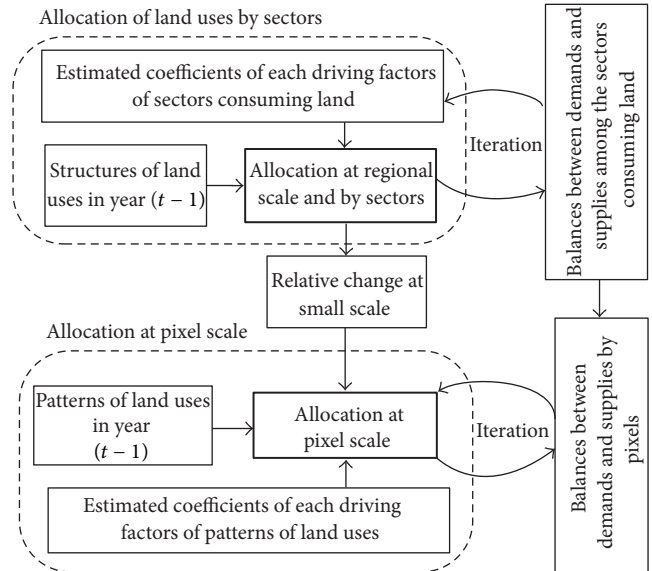 Allocation of land uses by sectors
Estimated coefficients of each driving factors
of sectors consuming land
Structures of land
uses in year (t − 1)
Allocation at regional
scale and by sectors
Iteration
Balances between demands and
supplies among the sectors
consuming land
Relative change at
small scale
Allocation at pixel scale
Patterns of land uses
in year
(t − 1)
Allocation at
pixel scale
Iteration
Balances between
demands and supplies by
pixels
Estimated coefficients of each driving
factors of patterns of land uses